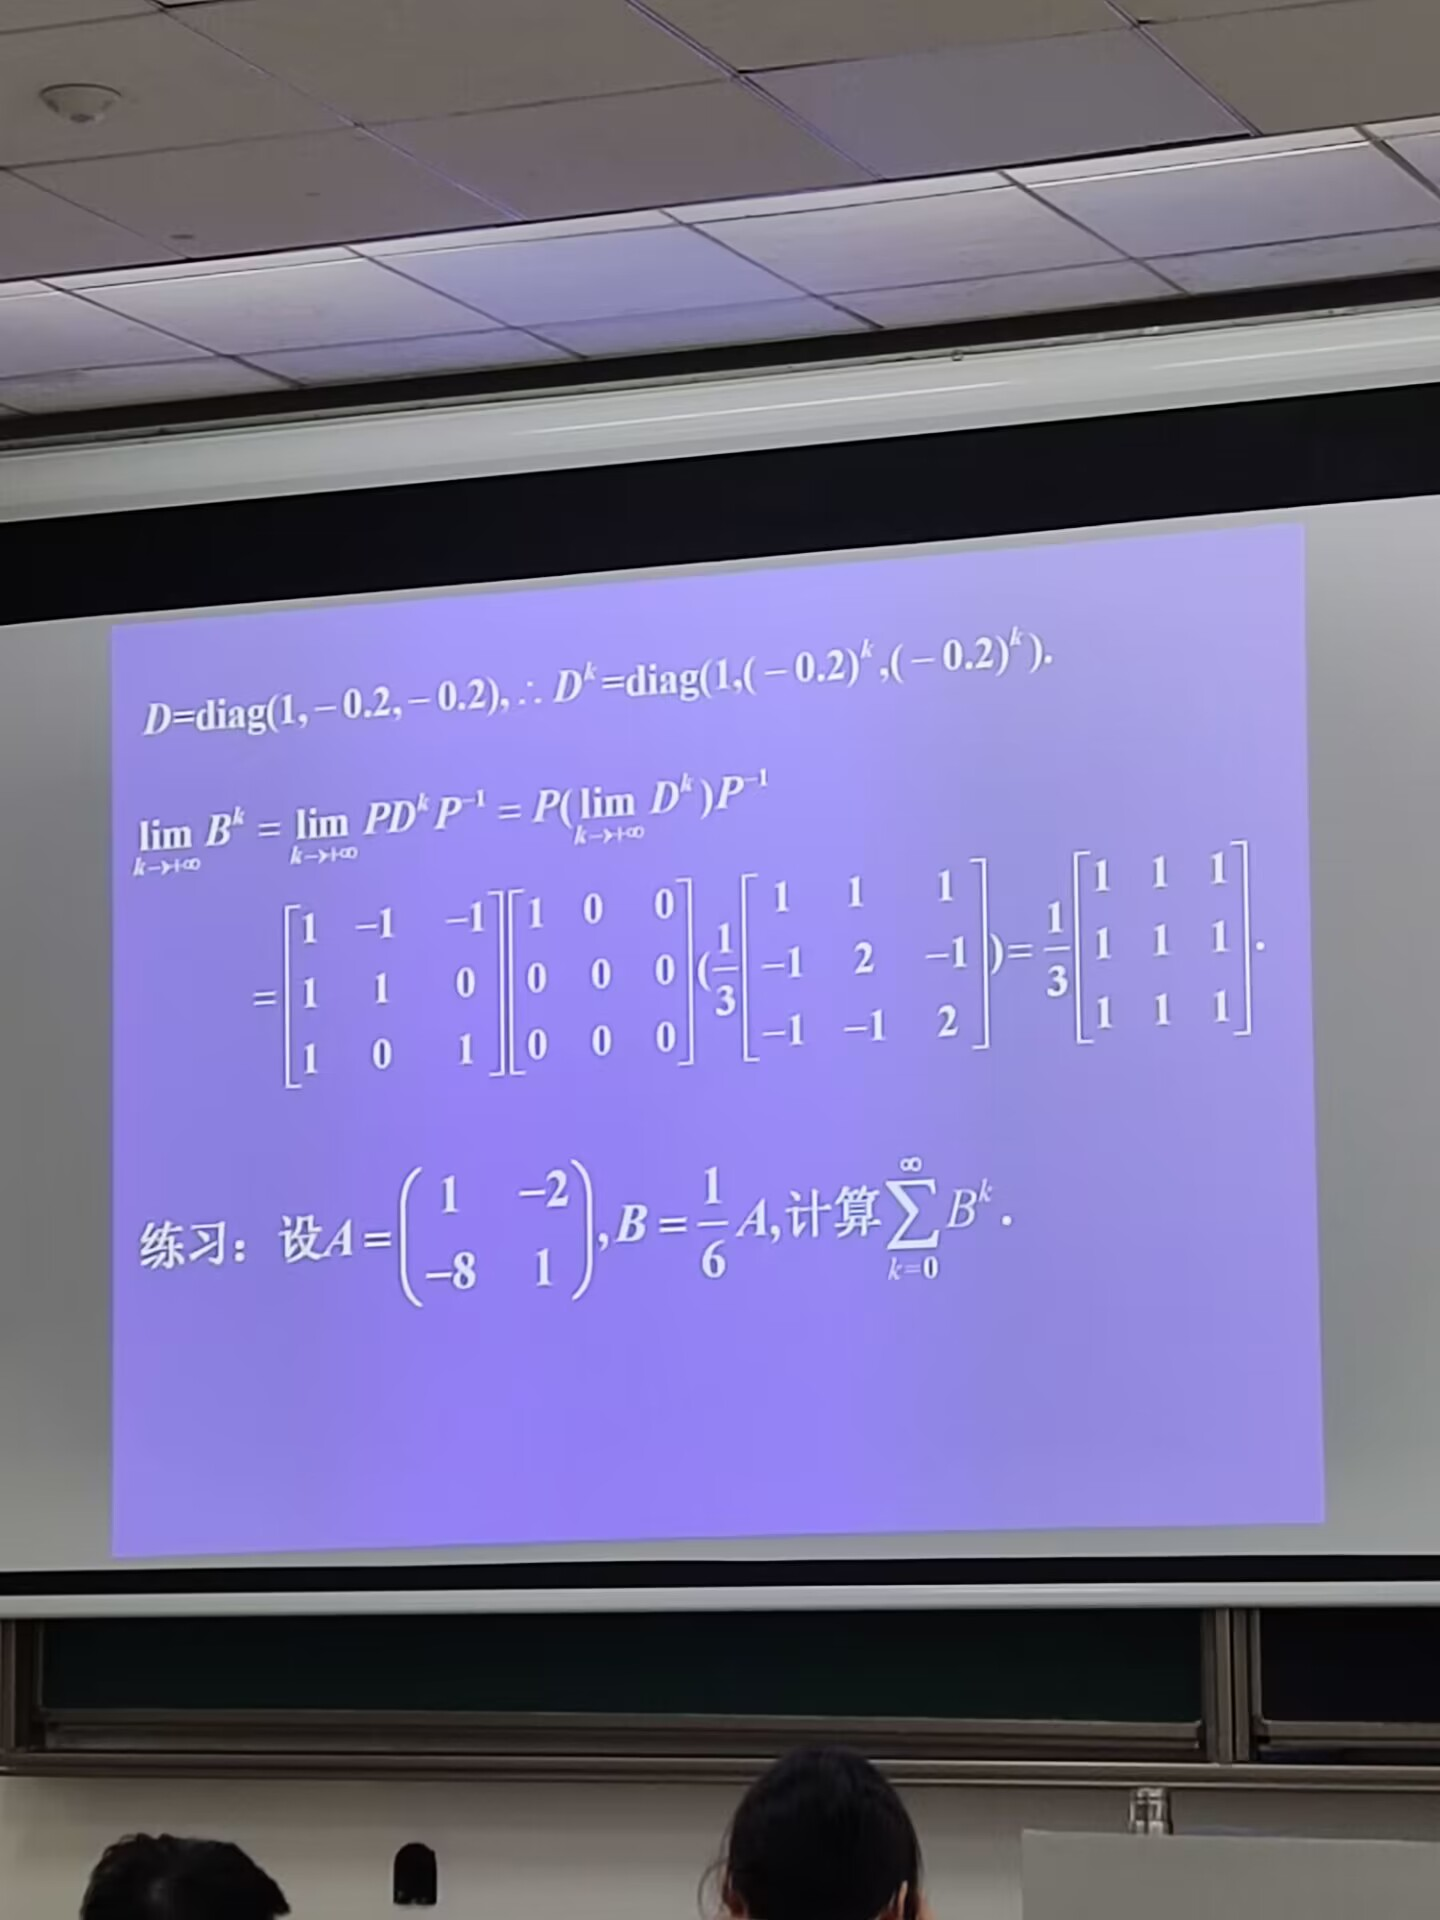 D=diag(1,−0.2,−0.2),∴ D^k=diag(1,(−0.2)^k,(−0.2)^k).
lim_{k→+∞} B^k = lim_{k→+∞} PD^k P^{-1} = P(lim_{k→+∞} D^k)P^{-1}
= [1 −1 −1; 1 1 0; 1 0 1] [1 0 0; 0 0 0; 0 0 0] (1/3 [1 1 1; −1 2 −1; −1 −1 2]) = 1/3 [1 1 1; 1 1 1; 1 1 1].
练习：设A=(1 −2; −8 1),B=1/6 A,计算∑_{k=0}^{∞} B^k.